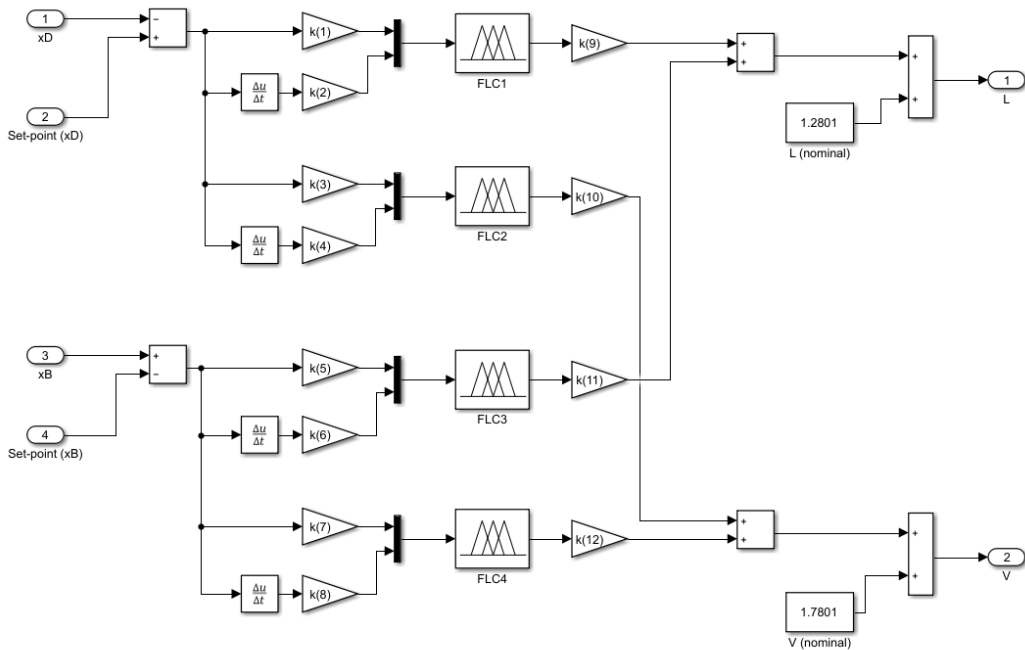 1
xD
−
+
2
Set-point (xD)
k(1)
Δu
Δt
k(2)
FLC1
k(9)
+
+
1.2801
L (nominal)
+
+
1
L
k(3)
Δu
Δt
k(4)
FLC2
k(10)
3
xB
+
−
4
Set-point (xB)
k(5)
Δu
Δt
k(6)
FLC3
k(11)
k(7)
Δu
Δt
k(8)
FLC4
k(12)
+
+
1.7801
V (nominal)
+
+
2
V